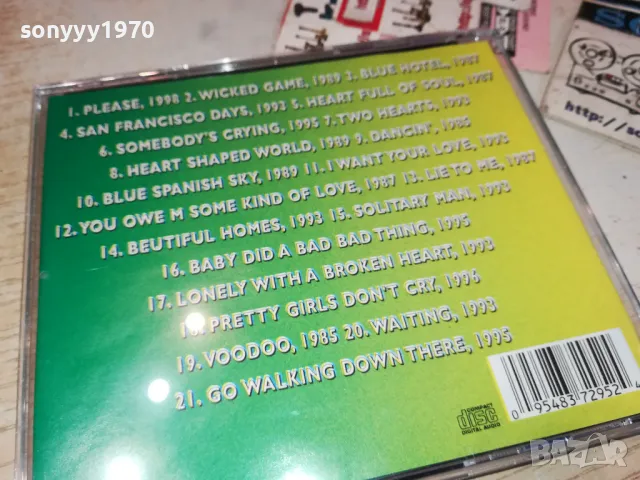 sonyyy1970
1. PLEASE, 1998 2. WICKED GAME, 1989 3. BLUE HOTEL, 1987
4. SAN FRANCISCO DAYS, 1993 5. HEART FULL OF SOUL, 1987
6. SOMEBODY'S CRYING, 1995 7. TWO HEARTS, 1993
8. HEART SHAPED WORLD, 1989 9. DANCIN', 1986
10. BLUE SPANISH SKY, 1989 11. I WANT YOUR LOVE, 1993
12. YOU OWE M SOME KIND OF LOVE, 1987 13. LIE TO ME, 1987
14. BEUTIFUL HOMES, 1993 15. SOLITARY MAN, 1993
16. BABY DID A BAD BAD THING, 1995
17. LONELY WITH A BROKEN HEART, 1993
18. PRETTY GIRLS DON'T CRY, 1996
19. VOODOO, 1985 20. WAITING, 1993
21. GO WALKING DOWN THERE, 1995
COMPACT
disc
DIGITAL AUDIO
0 95483 72952
BAZAR
http://